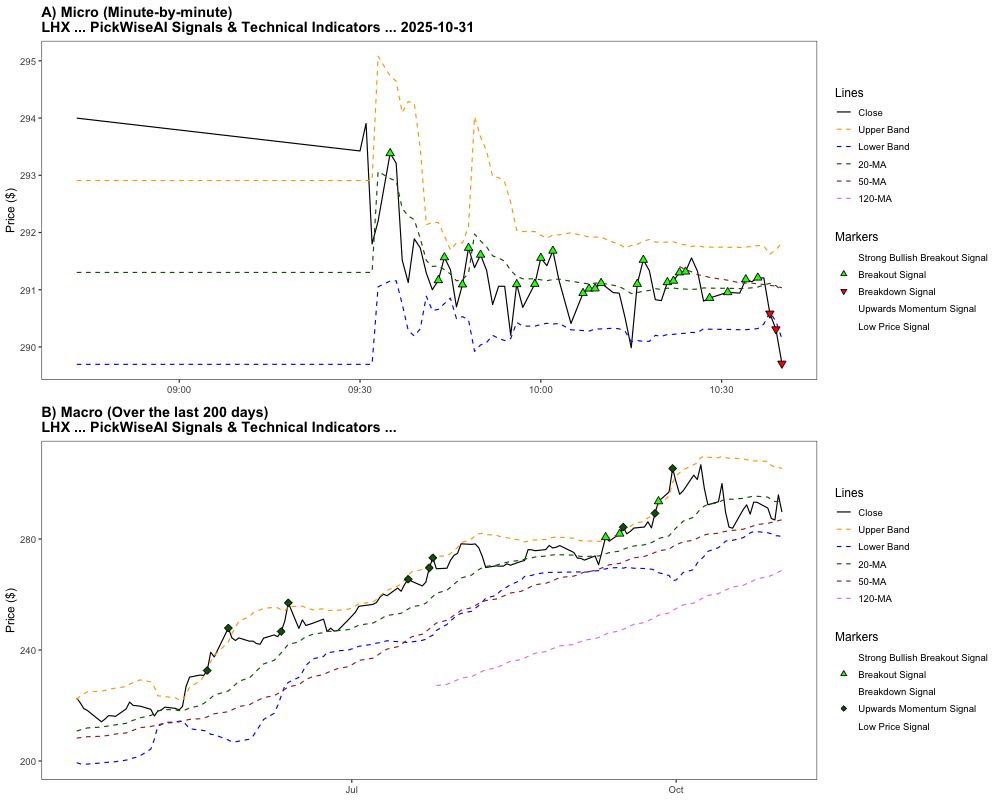 A) Micro (Minute-by-minute)
LHX ... PickWiseAI Signals & Technical Indicators ... 2025-10-31
Price ($)
295
294
293
292
291
290
09:00
09:30
10:00
10:30
Lines
Close
Upper Band
Lower Band
20-MA
50-MA
120-MA
Markers
Strong Bullish Breakout Signal
Breakout Signal
Breakdown Signal
Upwards Momentum Signal
Low Price Signal
B) Macro (Over the last 200 days)
LHX ... PickWiseAI Signals & Technical Indicators ...
Price ($)
280
240
200
Jul
Oct
Lines
Close
Upper Band
Lower Band
20-MA
50-MA
120-MA
Markers
Strong Bullish Breakout Signal
Breakout Signal
Breakdown Signal
Upwards Momentum Signal
Low Price Signal